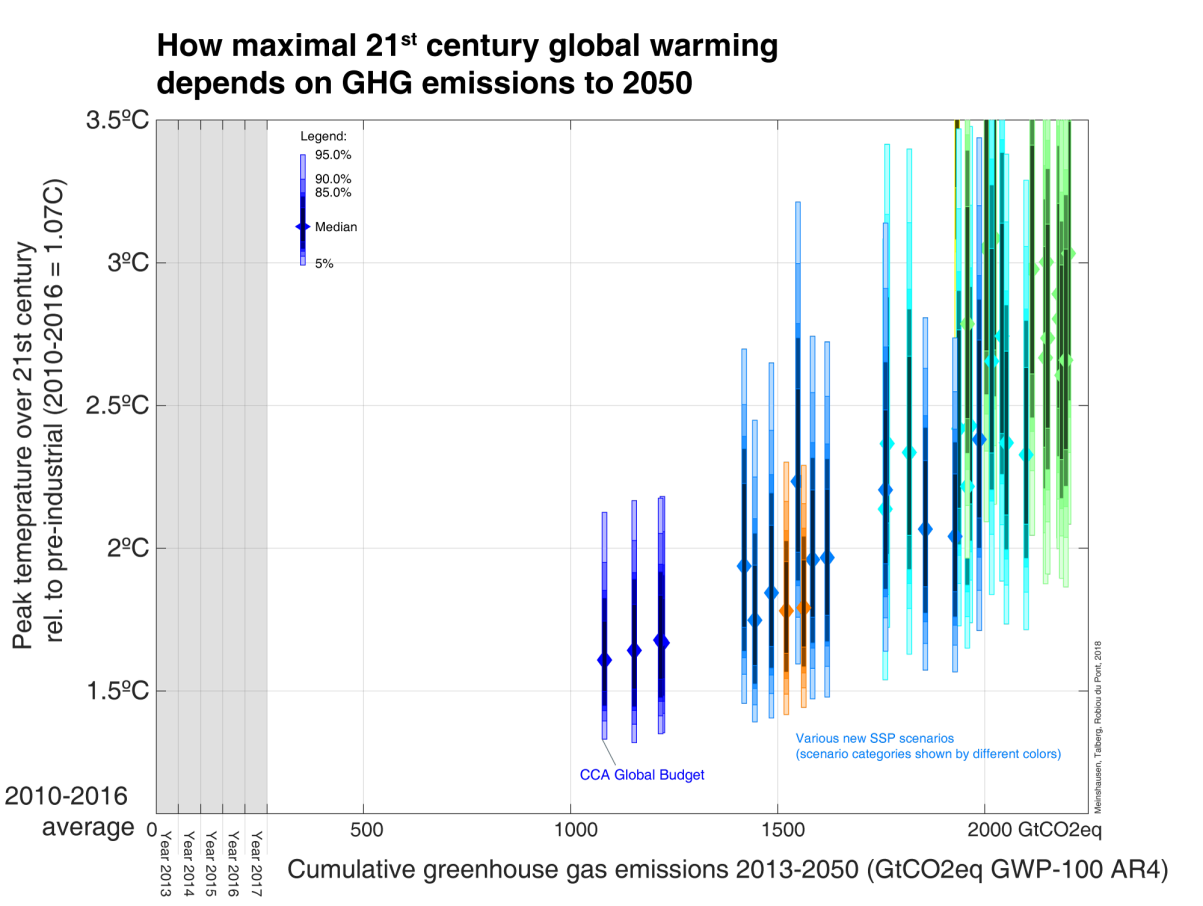 How maximal 21st century global warming
depends on GHG emissions to 2050
3.5ºC
3ºC
2.5ºC
2ºC
1.5ºC
2010-2016
average
Peak temeprature over 21st century
rel. to pre-industrial (2010-2016 = 1.07C)
Legend:
95.0%
90.0%
85.0%
Median
5%
CCA Global Budget
Various new SSP scenarios
(scenario categories shown by different colors)
Meinshausen, Talberg, Robiou du Pont, 2018
0
500
1000
1500
2000 GtCO2eq
Year 2013
Year 2014
Year 2015
Year 2016
Year 2017
Cumulative greenhouse gas emissions 2013-2050 (GtCO2eq GWP-100 AR4)